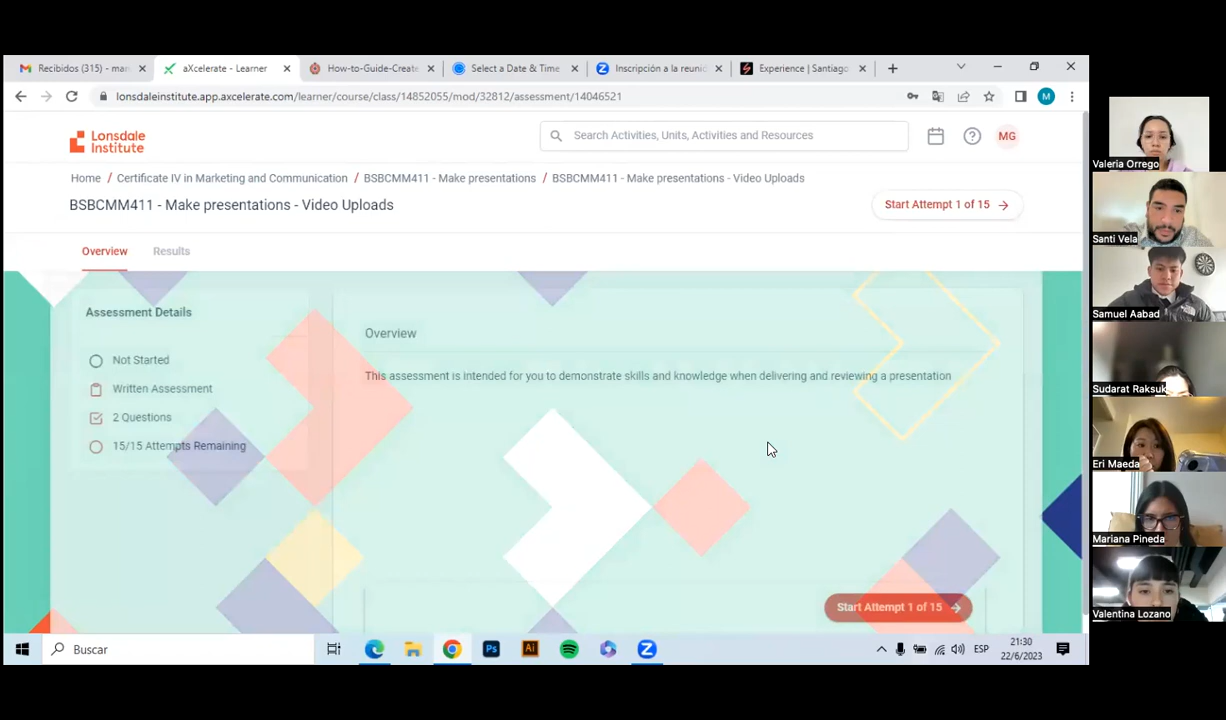 Recibidos (315) - man
aXcelerate - Learner
How-to-Guide-Create
Select a Date & Time
Inscripción a la reunió
Experience | Santiago
lonsdaleinstitute.app.axcelerate.com/learner/course/class/14852055/mod/32812/assessment/14046521
M
Lonsdale
Institute
Search Activities, Units, Activities and Resources
MG
Home / Certificate IV in Marketing and Communication / BSBCMM411 - Make presentations / BSBCMM411 - Make presentations - Video Uploads
BSBCMM411 - Make presentations - Video Uploads
Start Attempt 1 of 15
Overview
Results
Assessment Details
Not Started
Written Assessment
2 Questions
15/15 Attempts Remaining
Overview
This assessment is intended for you to demonstrate skills and knowledge when delivering and reviewing a presentation
Start Attempt 1 of 15
Buscar
Ps
Ai
ESP
21:30
22/6/2023
Valeria Orrego
Santi Vela
Samuel Aabad
Sudarat Raksuk
Eri Maeda
Mariana Pineda
Valentina Lozano